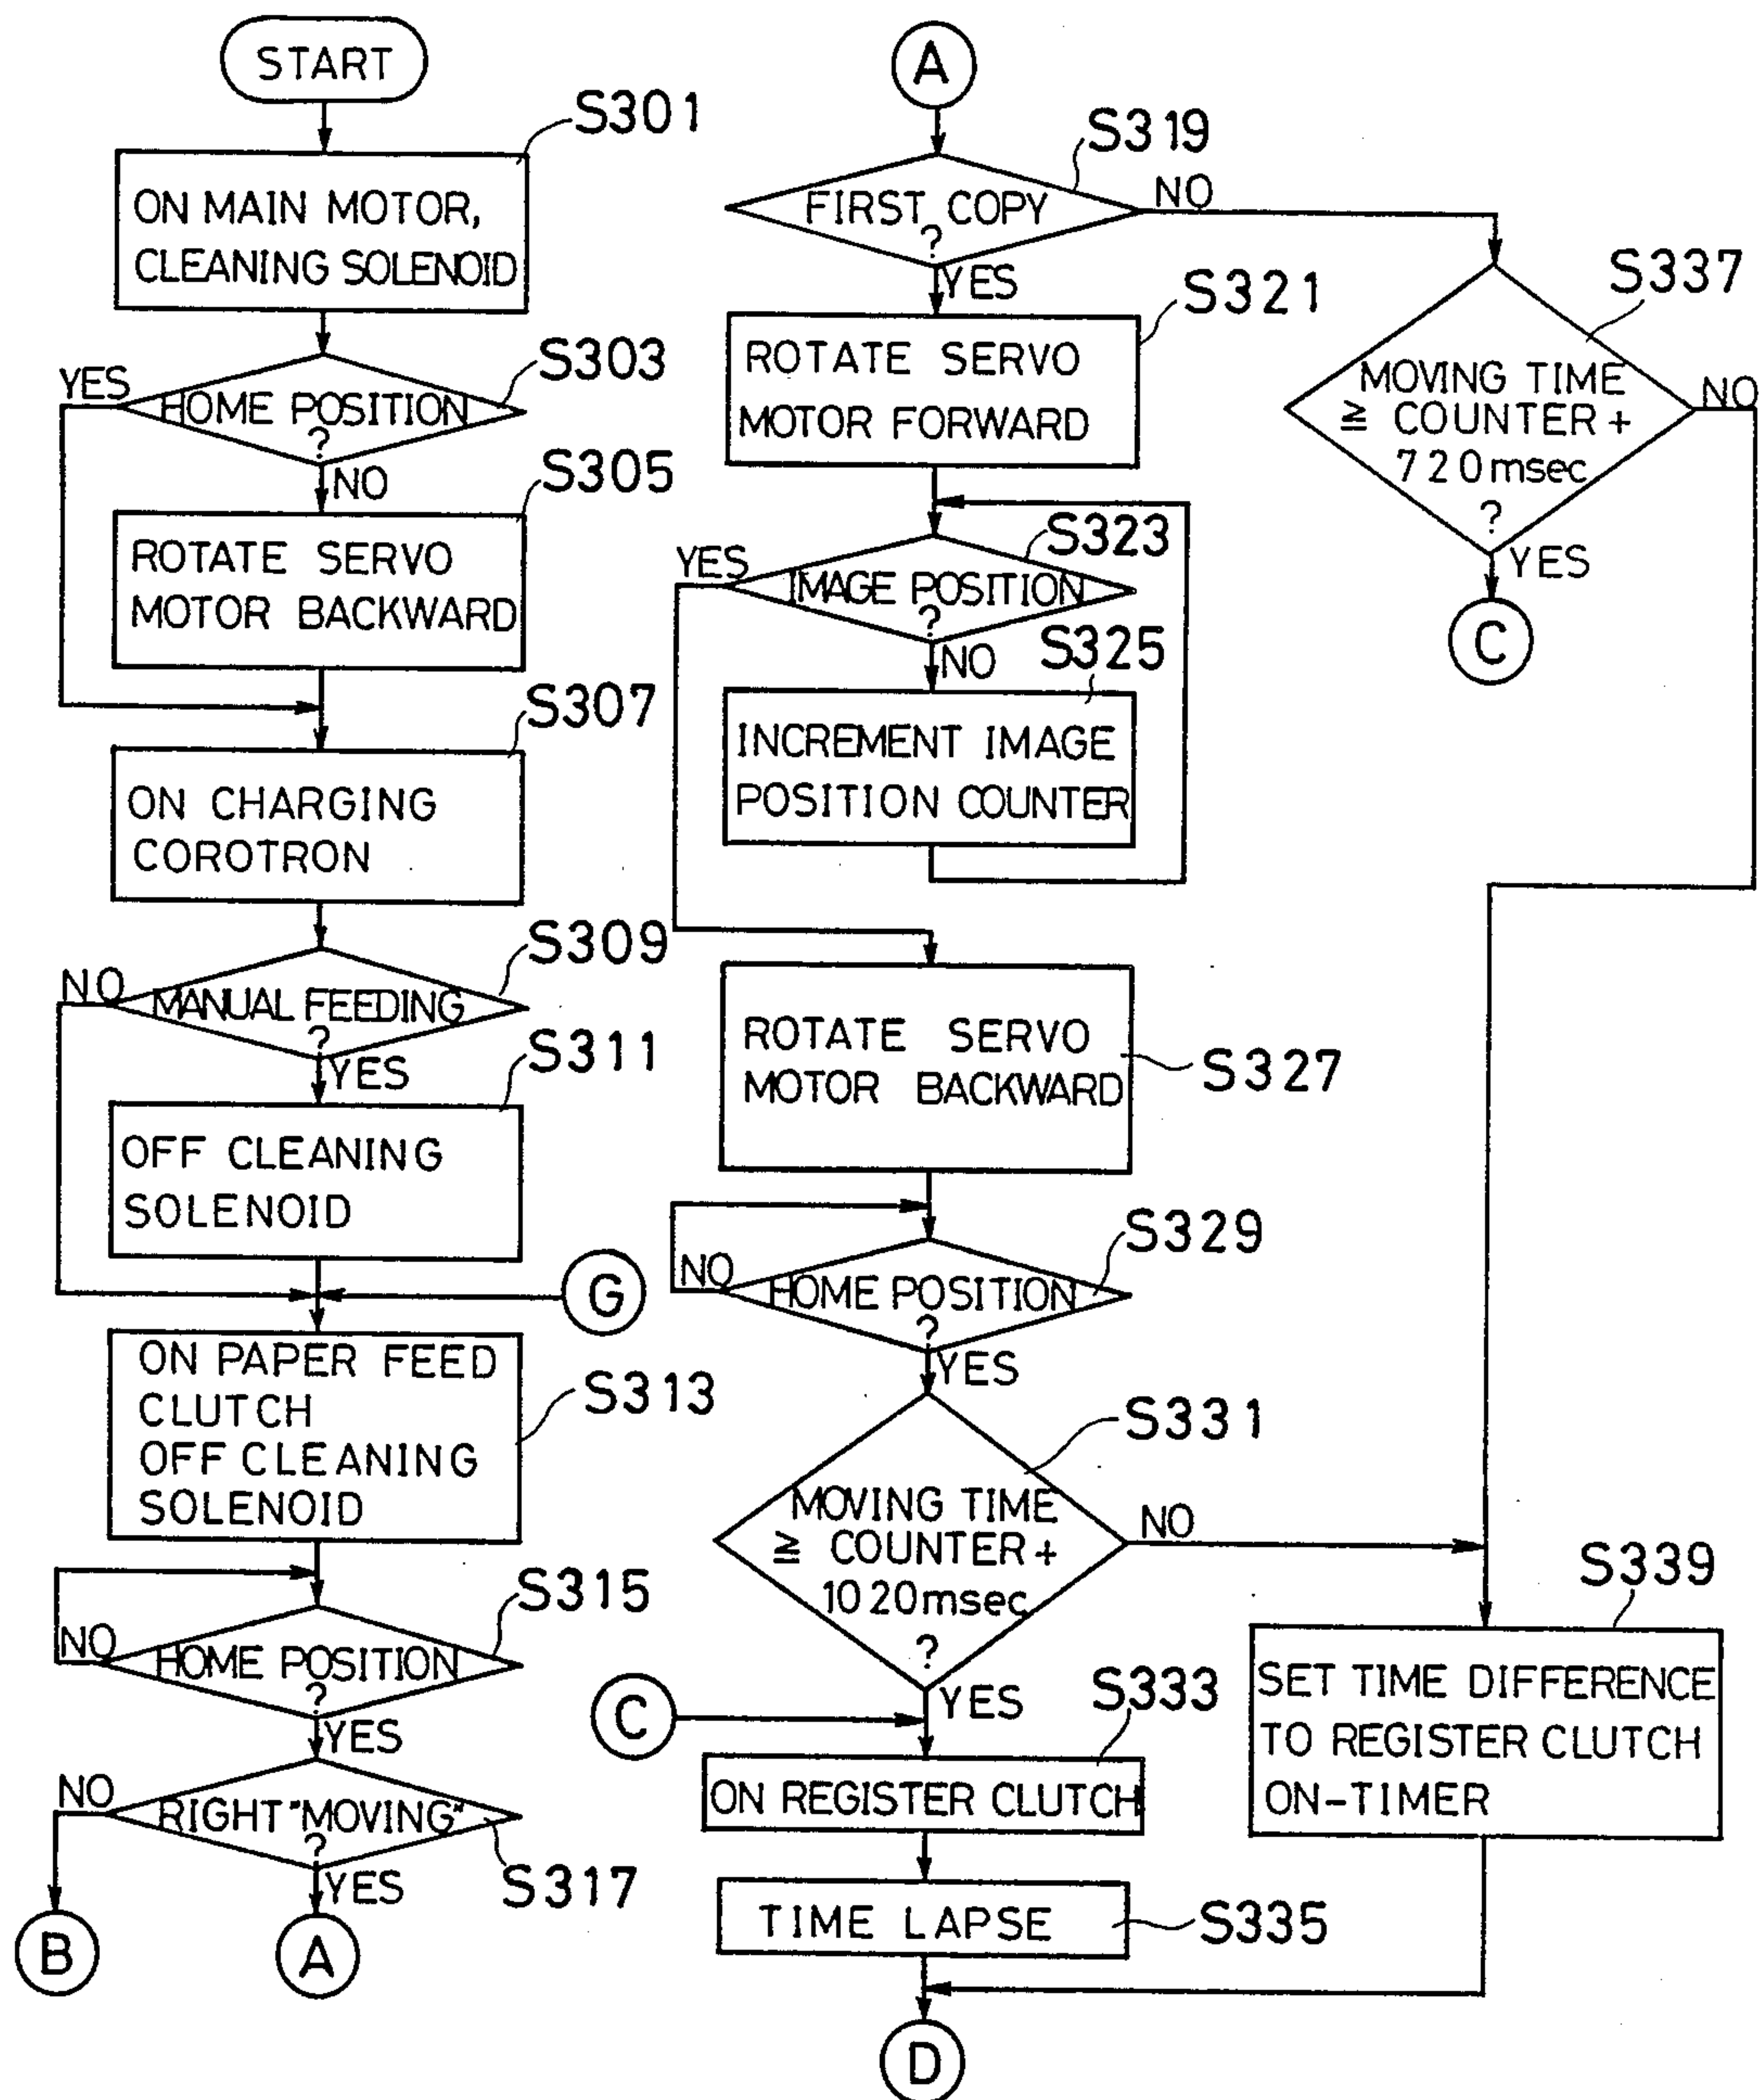 START
S301
ON MAIN MOTOR,
CLEANING SOLENOID
S303
YES
HOME POSITION
?
NO
S305
ROTATE SERVO
MOTOR BACKWARD
S307
ON CHARGING
COROTRON
S309
NO
MANUAL FEEDING
?
YES
S311
OFF CLEANING
SOLENOID
G
ON PAPER FEED
CLUTCH
OFF CLEANING
SOLENOID
S313
S315
NO
HOME POSITION
?
YES
NO
RIGHT "MOVING"
?
S317
YES
B
A
A
S319
FIRST COPY
?
NO
YES
S321
ROTATE SERVO
MOTOR FORWARD
S323
YES
IMAGE POSITION
?
NO
S325
INCREMENT IMAGE
POSITION COUNTER
ROTATE SERVO
MOTOR BACKWARD
S327
S329
NO
HOME POSITION
?
YES
S331
MOVING TIME
≧ COUNTER +
1020msec
?
NO
YES
C
S333
ON REGISTER CLUTCH
TIME LAPSE
S335
D
S337
MOVING TIME
≧ COUNTER +
720msec
?
NO
YES
C
S339
SET TIME DIFFERENCE
TO REGISTER CLUTCH
ON-TIMER